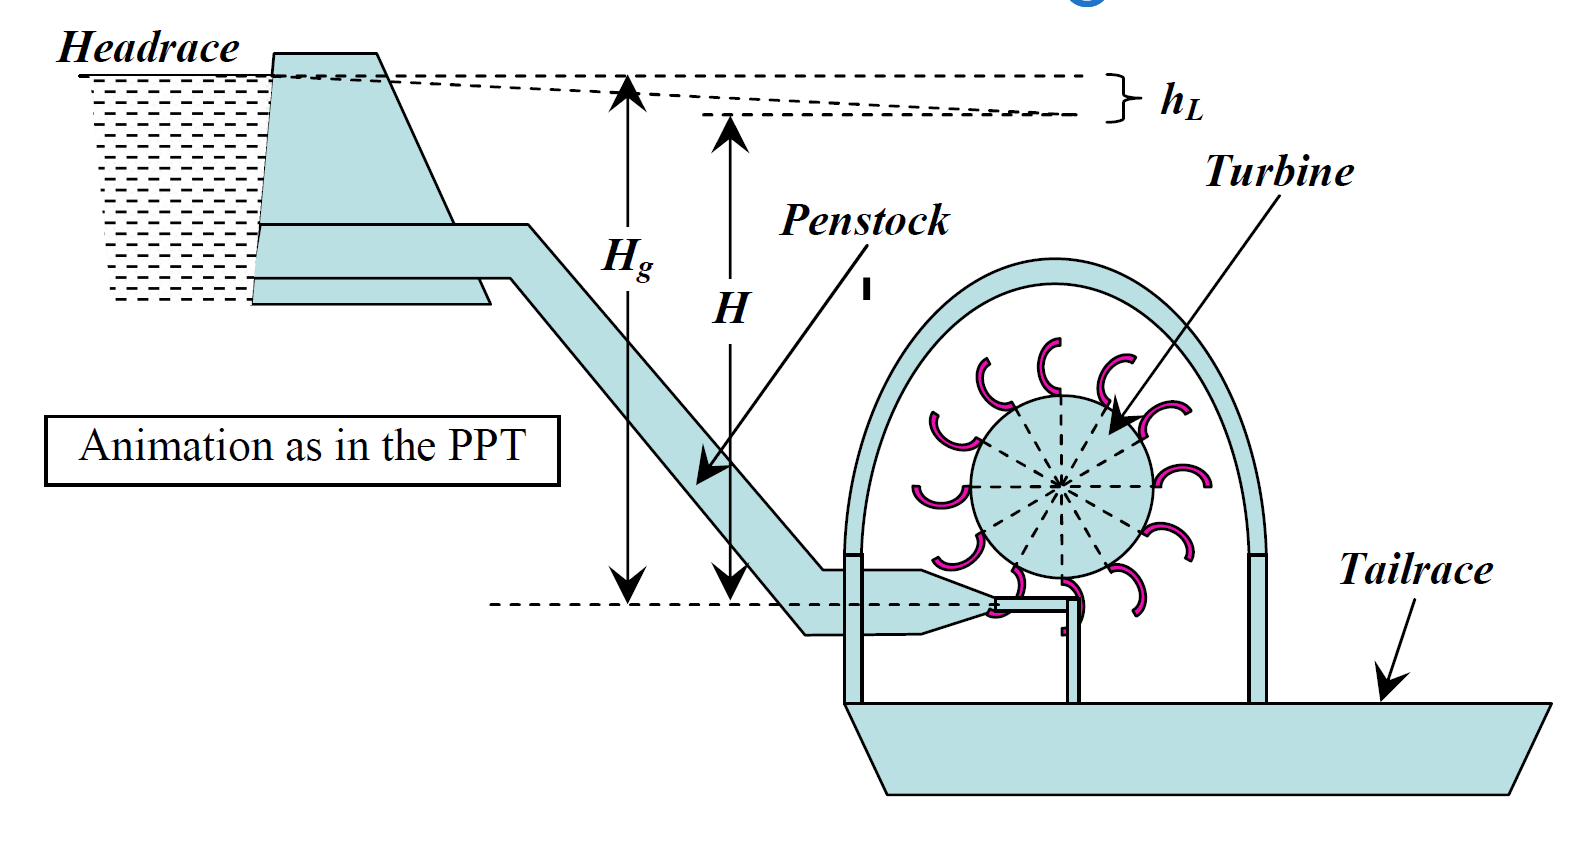 Headrace
hL
Turbine
Penstock
Hg
H
Animation as in the PPT
Tailrace